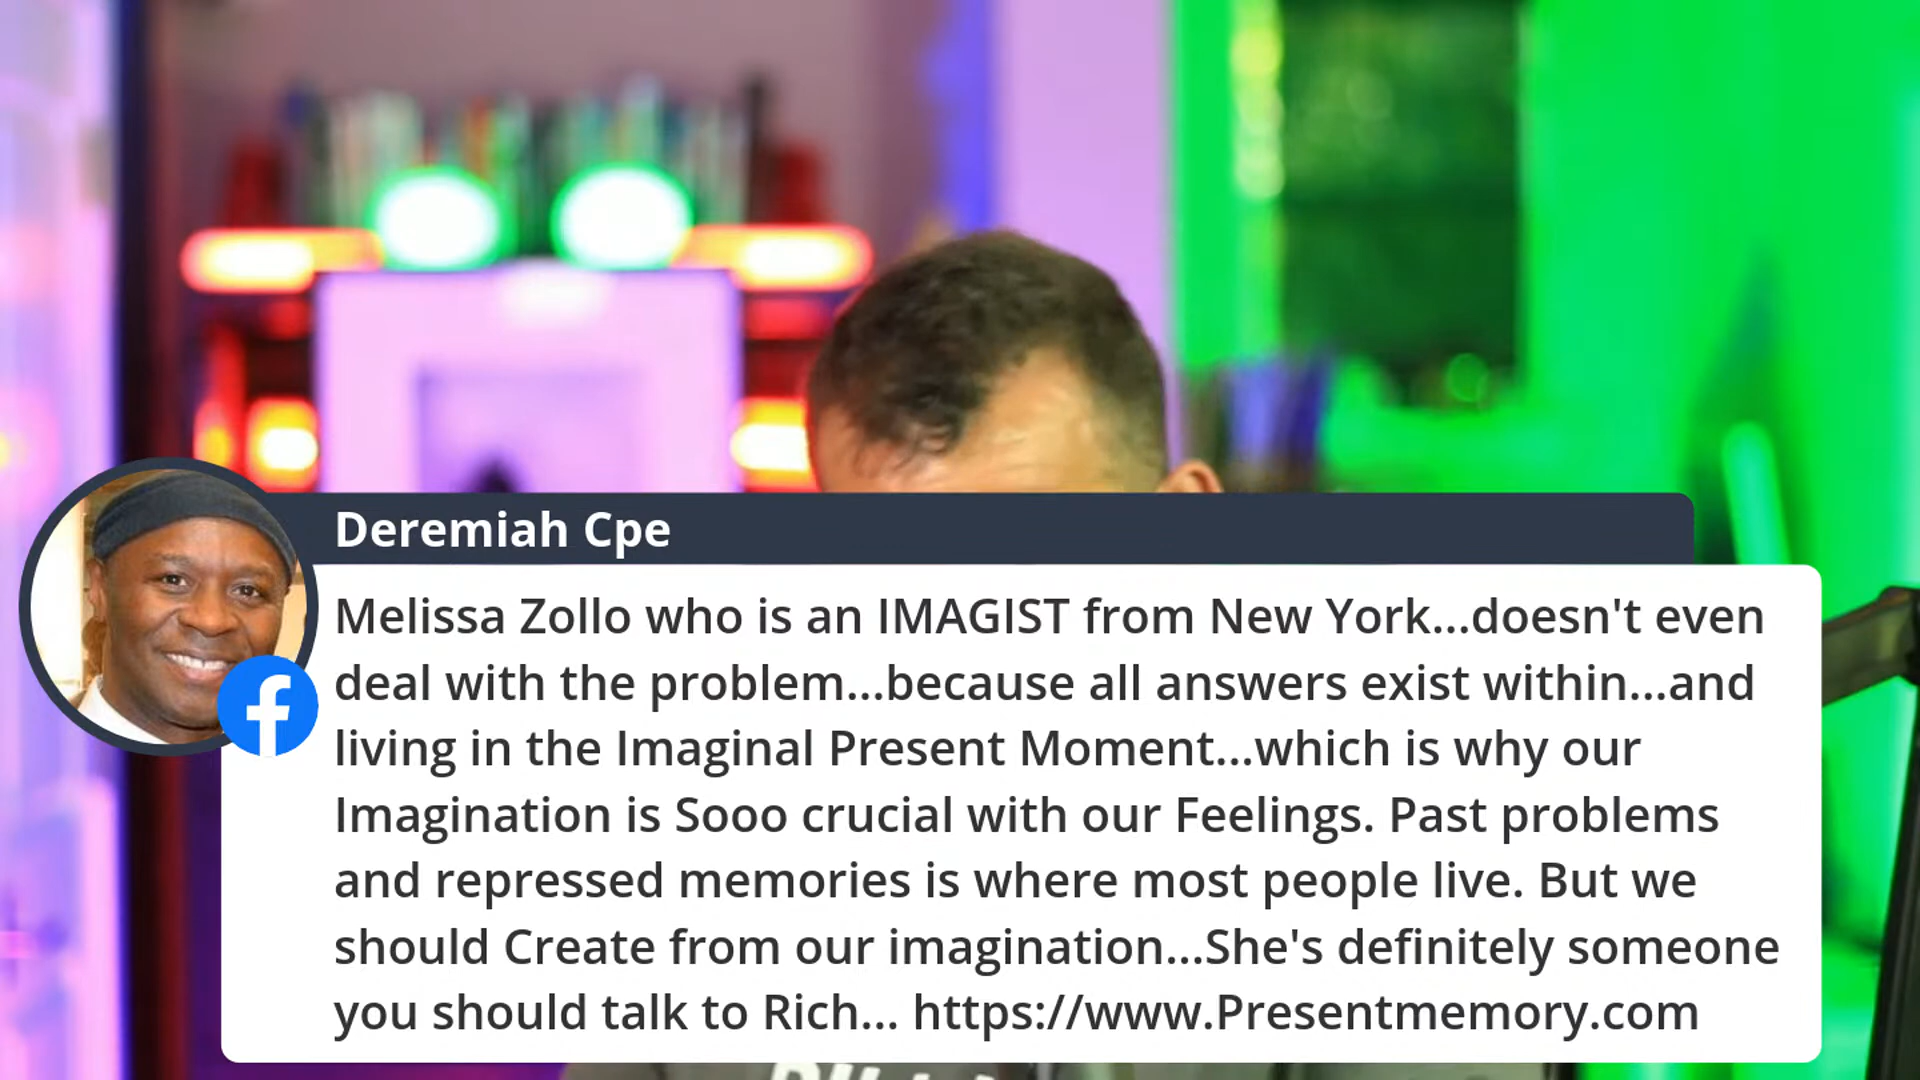 Deremiah Cpe
Melissa Zollo who is an IMAGIST from New York...doesn't even
deal with the problem...because all answers exist within...and
living in the Imaginal Present Moment...which is why our
Imagination is Sooo crucial with our Feelings. Past problems
and repressed memories is where most people live. But we
should Create from our imagination...She's definitely someone
you should talk to Rich... https://www.Presentmemory.com